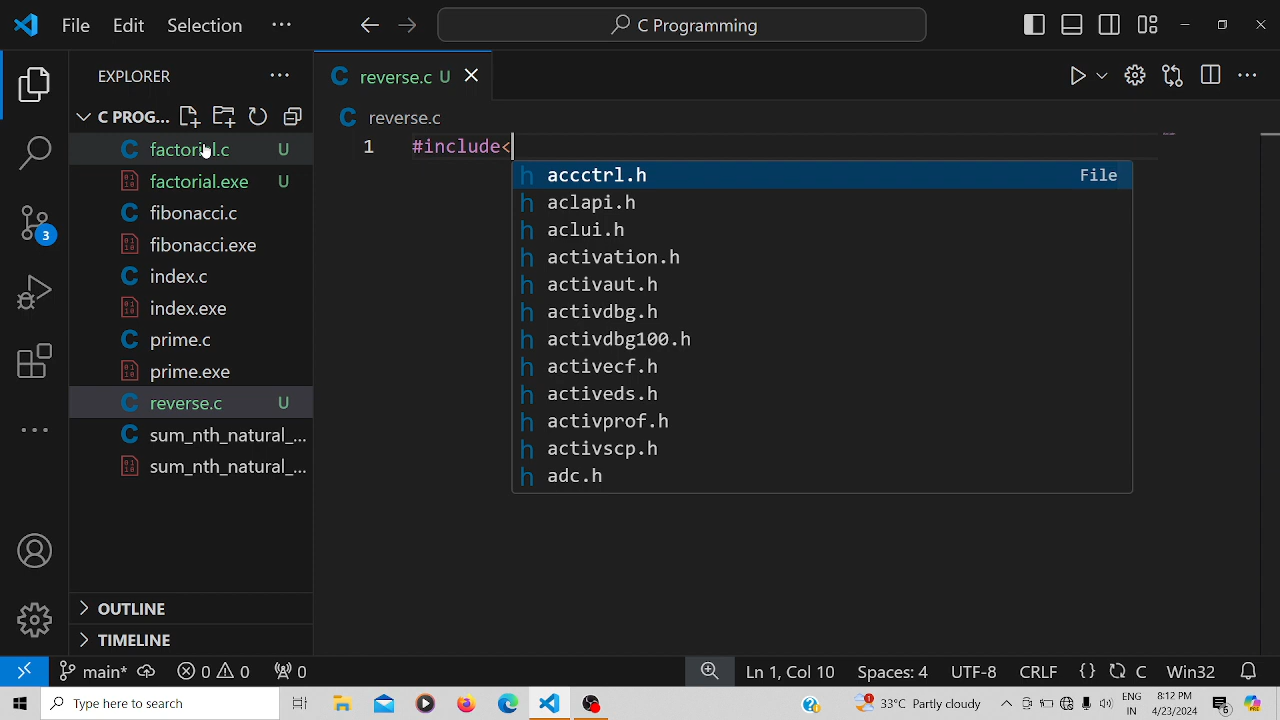 File Edit Selection ··· C Programming
EXPLORER ···
C PROG...
C factorial.c U
factorial.exe U
C fibonacci.c
fibonacci.exe
C index.c
index.exe
C prime.c
prime.exe
C reverse.c U
C sum_nth_natural_...
sum_nth_natural_...
OUTLINE
TIMELINE
3
C reverse.c U
C reverse.c
1 #include<
h accctrl.h File
h aclapi.h
h aclui.h
h activation.h
h activaut.h
h activdbg.h
h activdbg100.h
h activecf.h
h activeds.h
h activprof.h
h activscp.h
h adc.h
main* 0 0 0 Ln 1, Col 10 Spaces: 4 UTF-8 CRLF {} C Win32
Type here to search 33°C Partly cloudy ENG IN 8:12 PM 4/23/2024 6